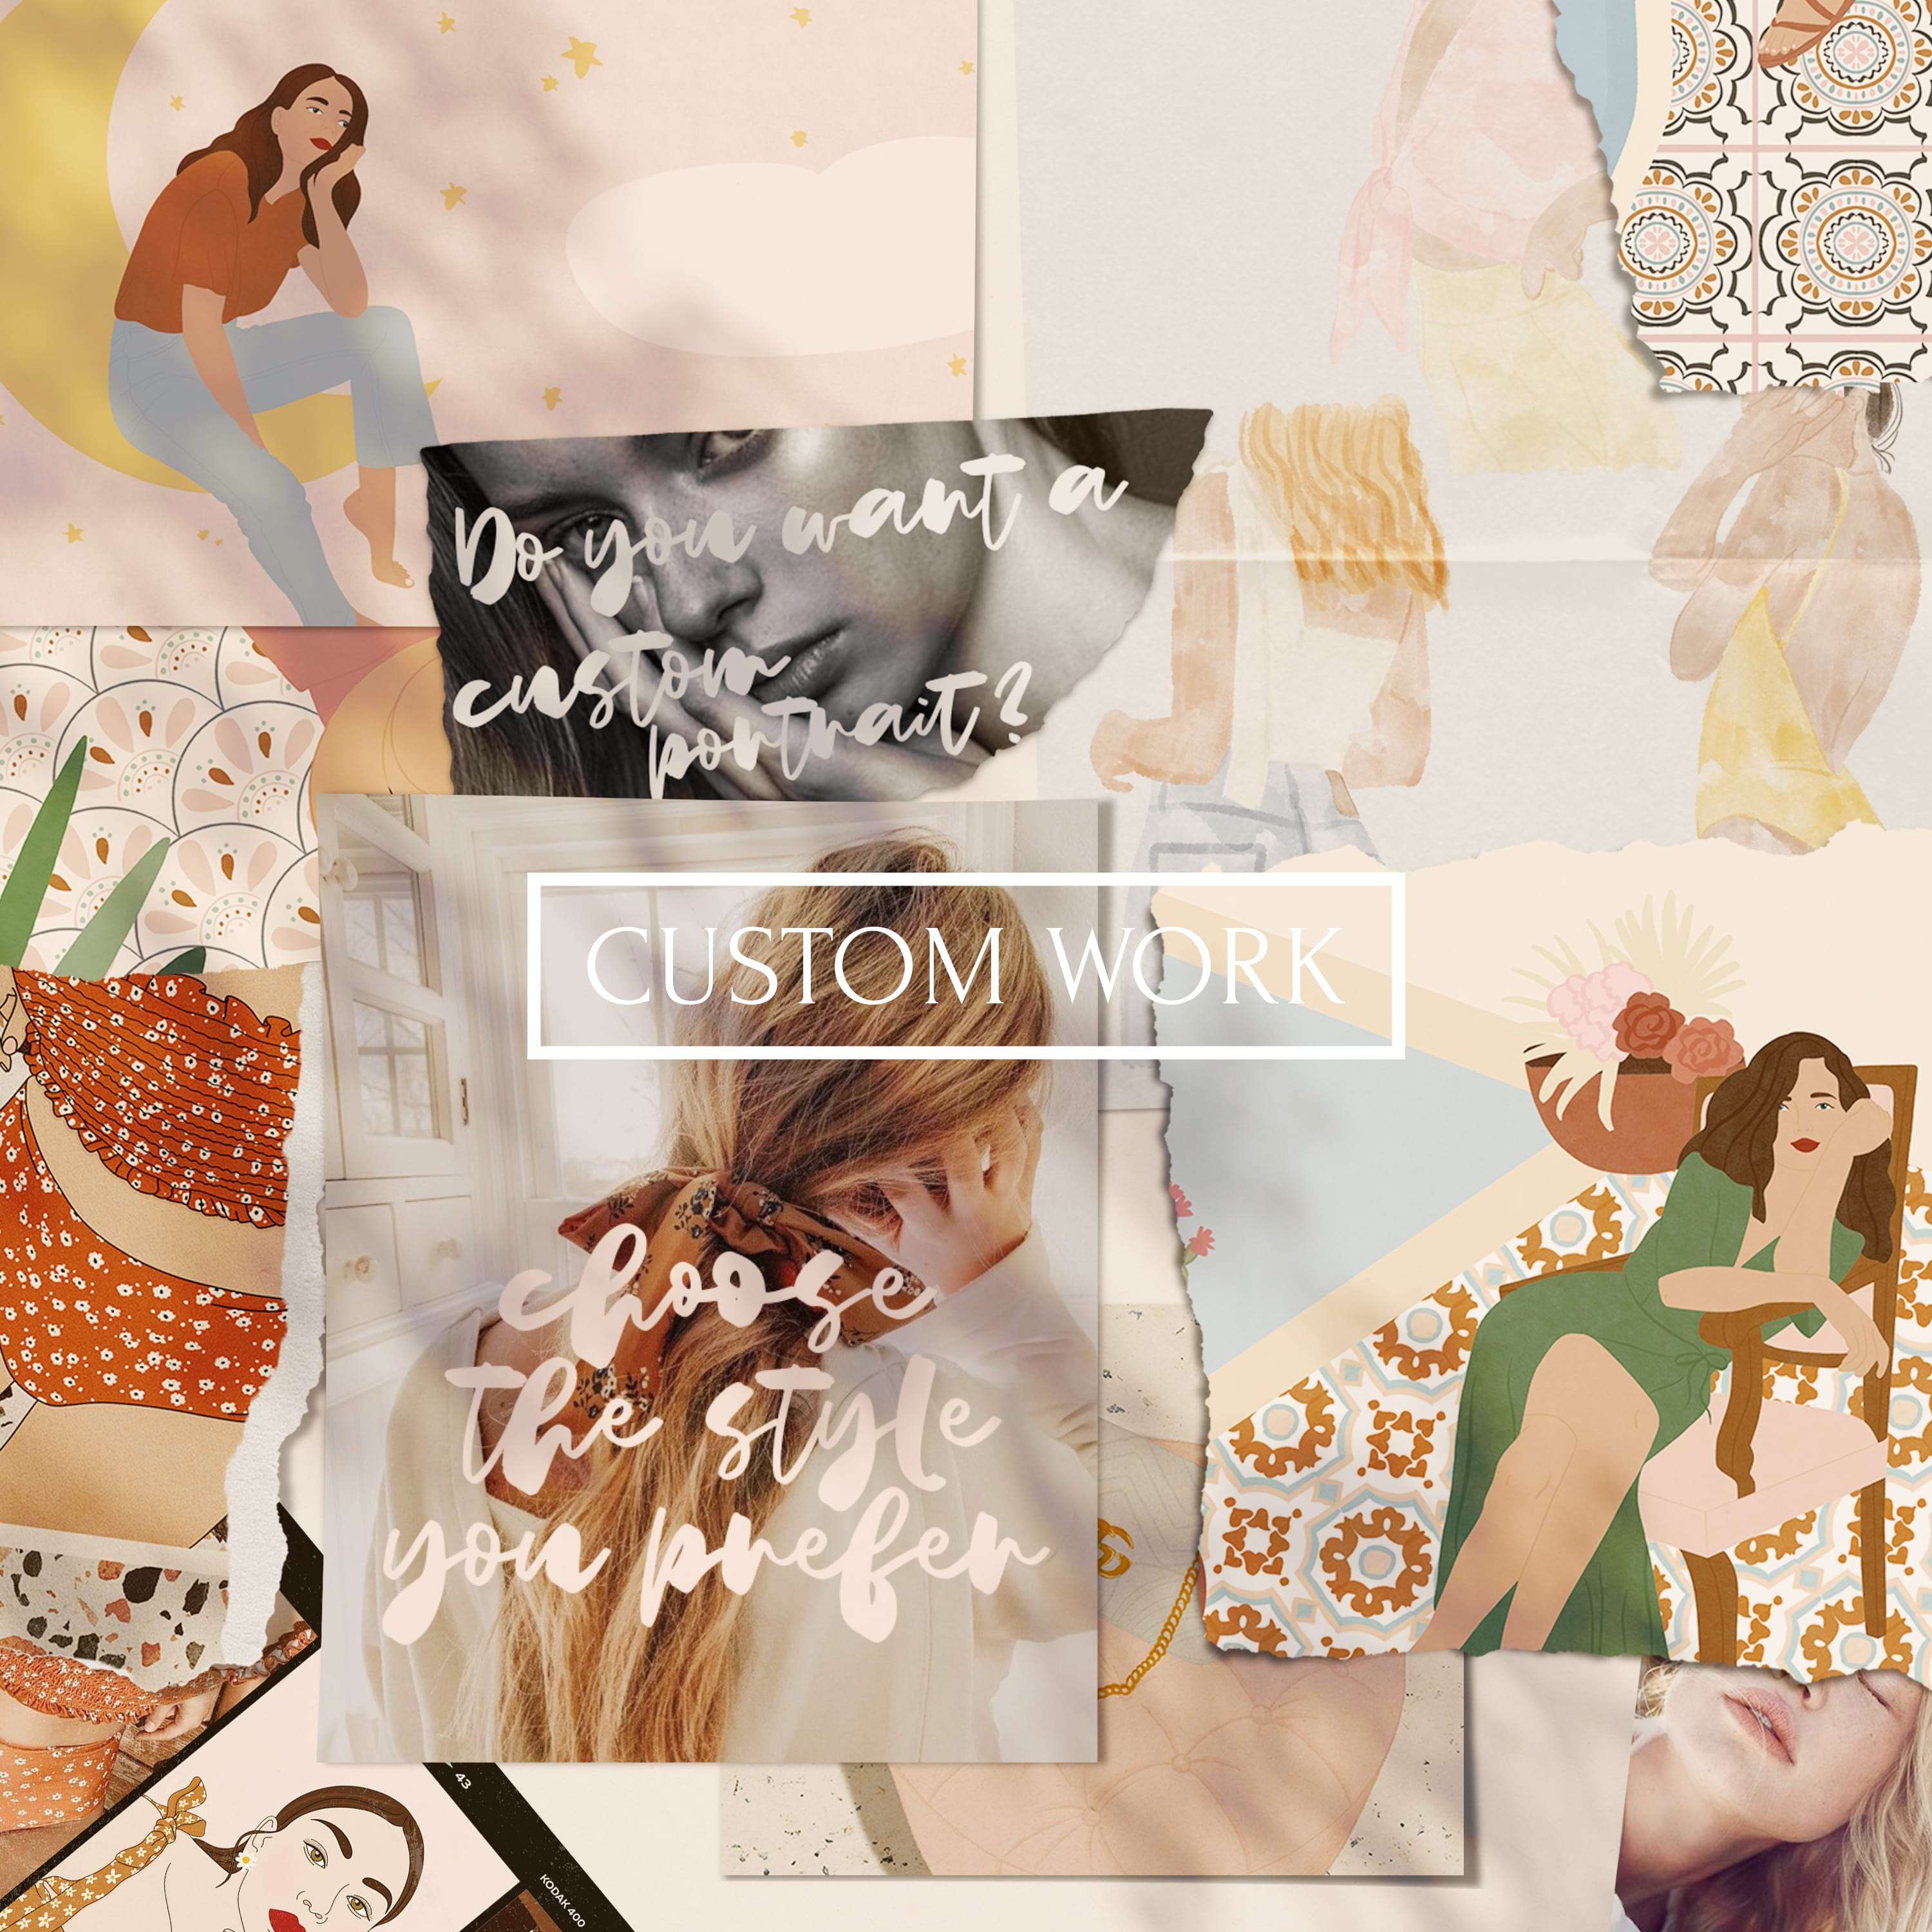 Do you want a
custom
portrait?
CUSTOM WORK
choose
the style
you prefer
43
KODAK 400